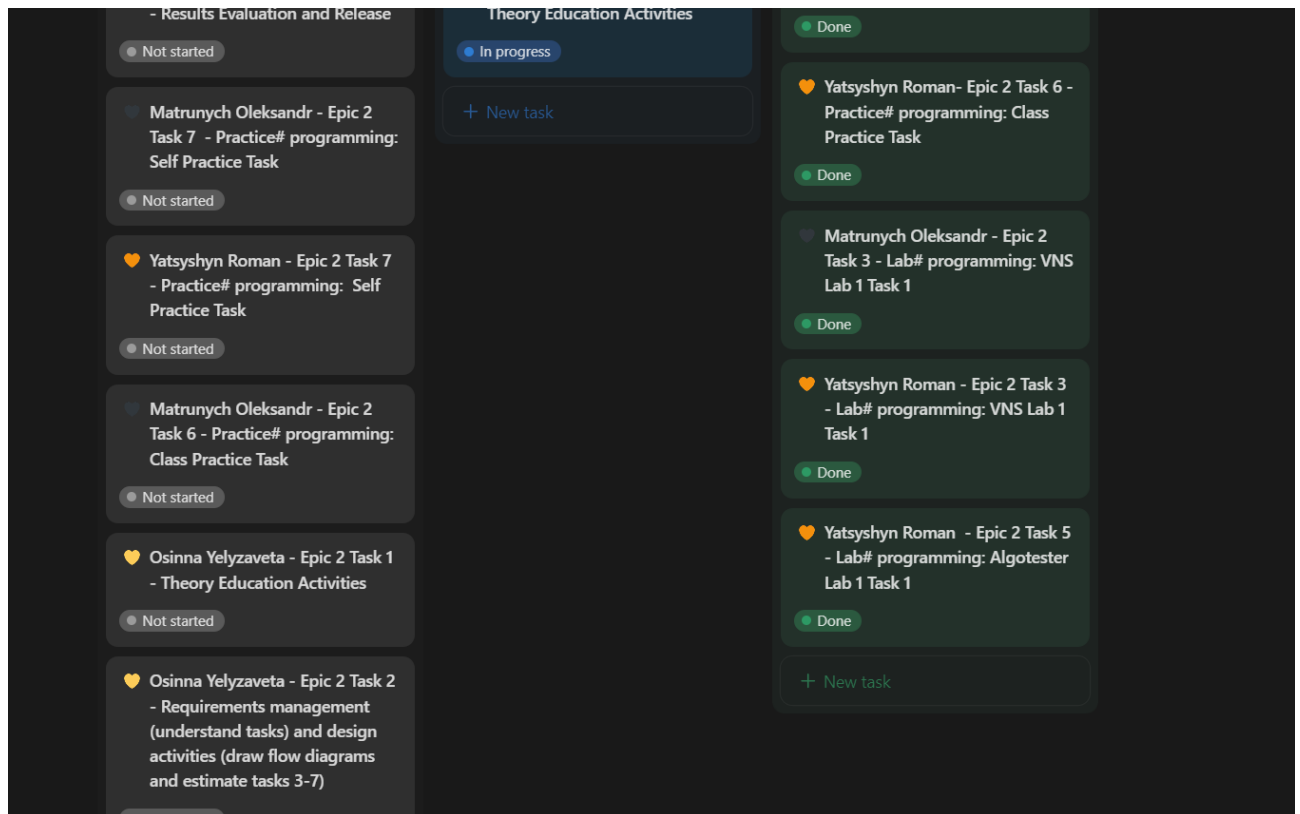 - Results Evaluation and Release
Not started
Matrunych Oleksandr - Epic 2
Task 7 - Practice# programming:
Self Practice Task
Not started
Yatsyshyn Roman - Epic 2 Task 7
- Practice# programming: Self
Practice Task
Not started
Matrunych Oleksandr - Epic 2
Task 6 - Practice# programming:
Class Practice Task
Not started
Osinna Yelyzaveta - Epic 2 Task 1
- Theory Education Activities
Not started
Osinna Yelyzaveta - Epic 2 Task 2
- Requirements management
(understand tasks) and design
activities (draw flow diagrams
and estimate tasks 3-7)
Theory Education Activities
In progress
+ New task
Done
Yatsyshyn Roman- Epic 2 Task 6 -
Practice# programming: Class
Practice Task
Done
Matrunych Oleksandr - Epic 2
Task 3 - Lab# programming: VNS
Lab 1 Task 1
Done
Yatsyshyn Roman - Epic 2 Task 3
- Lab# programming: VNS Lab 1
Task 1
Done
Yatsyshyn Roman - Epic 2 Task 5
- Lab# programming: Algotester
Lab 1 Task 1
Done
+ New task